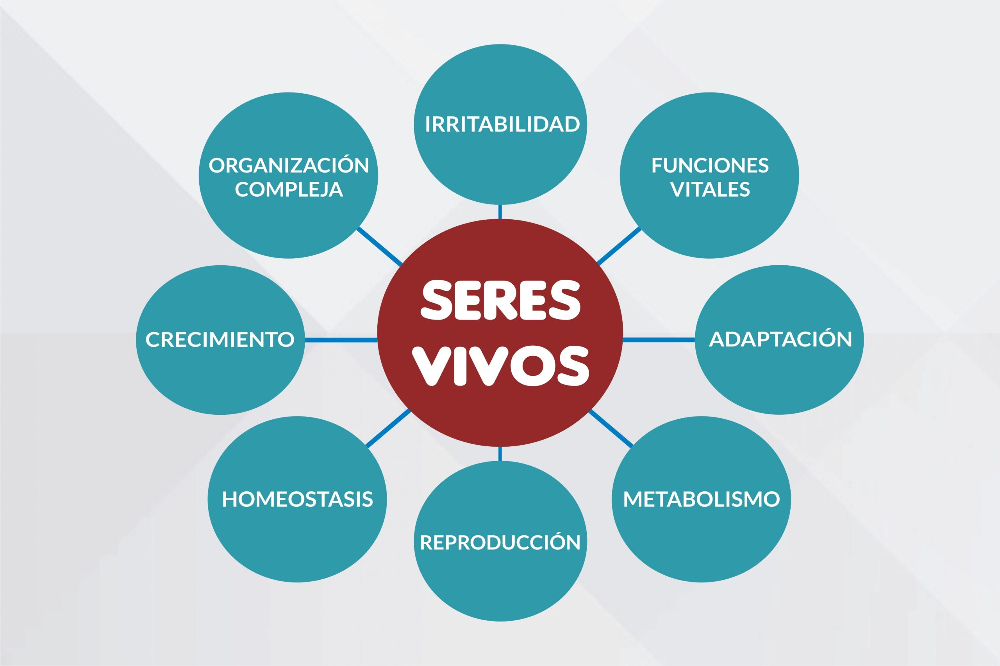 IRRITABILIDAD
ORGANIZACIÓN
COMPLEJA
FUNCIONES
VITALES
SERES
VIVOS
CRECIMIENTO
ADAPTACIÓN
HOMEOSTASIS
METABOLISMO
REPRODUCCIÓN